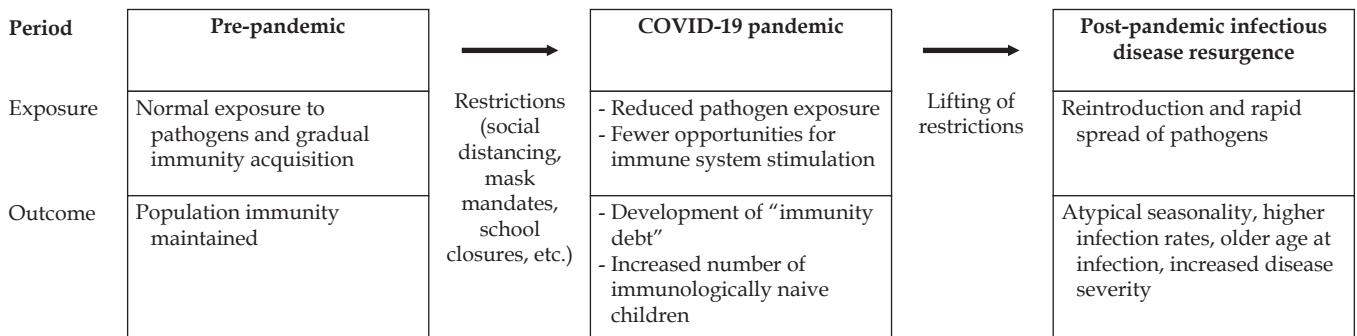 Period
Pre-pandemic
COVID-19 pandemic
Post-pandemic infectious
disease resurgence
Exposure
Normal exposure to
pathogens and gradual
immunity acquisition
Restrictions
(social
distancing,
mask
mandates,
school
closures, etc.)
- Reduced pathogen exposure
- Fewer opportunities for
immune system stimulation
Lifting of
restrictions
Reintroduction and rapid
spread of pathogens
Outcome
Population immunity
maintained
- Development of “immunity
debt”
- Increased number of
immunologically naive
children
Atypical seasonality, higher
infection rates, older age at
infection, increased disease
severity